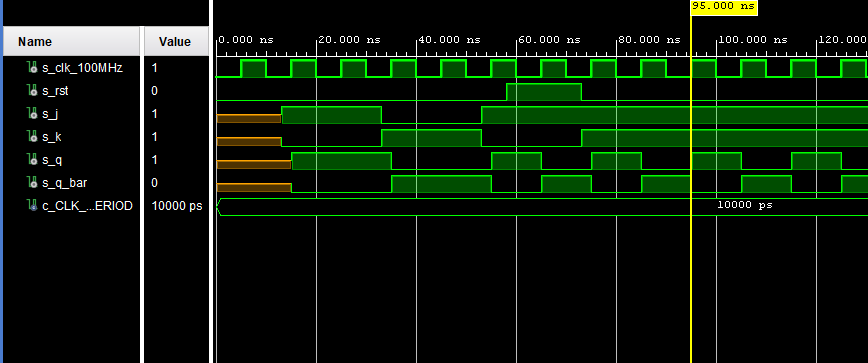 95.000 ns
Name Value
0.000 ns 20.000 ns 40.000 ns 60.000 ns 80.000 ns 100.000 ns 120.000
s_clk_100MHz 1
s_rst 0
s_j 1
s_k 1
s_q 1
s_q_bar 0
c_CLK_...ERIOD 10000 ps 10000 ps